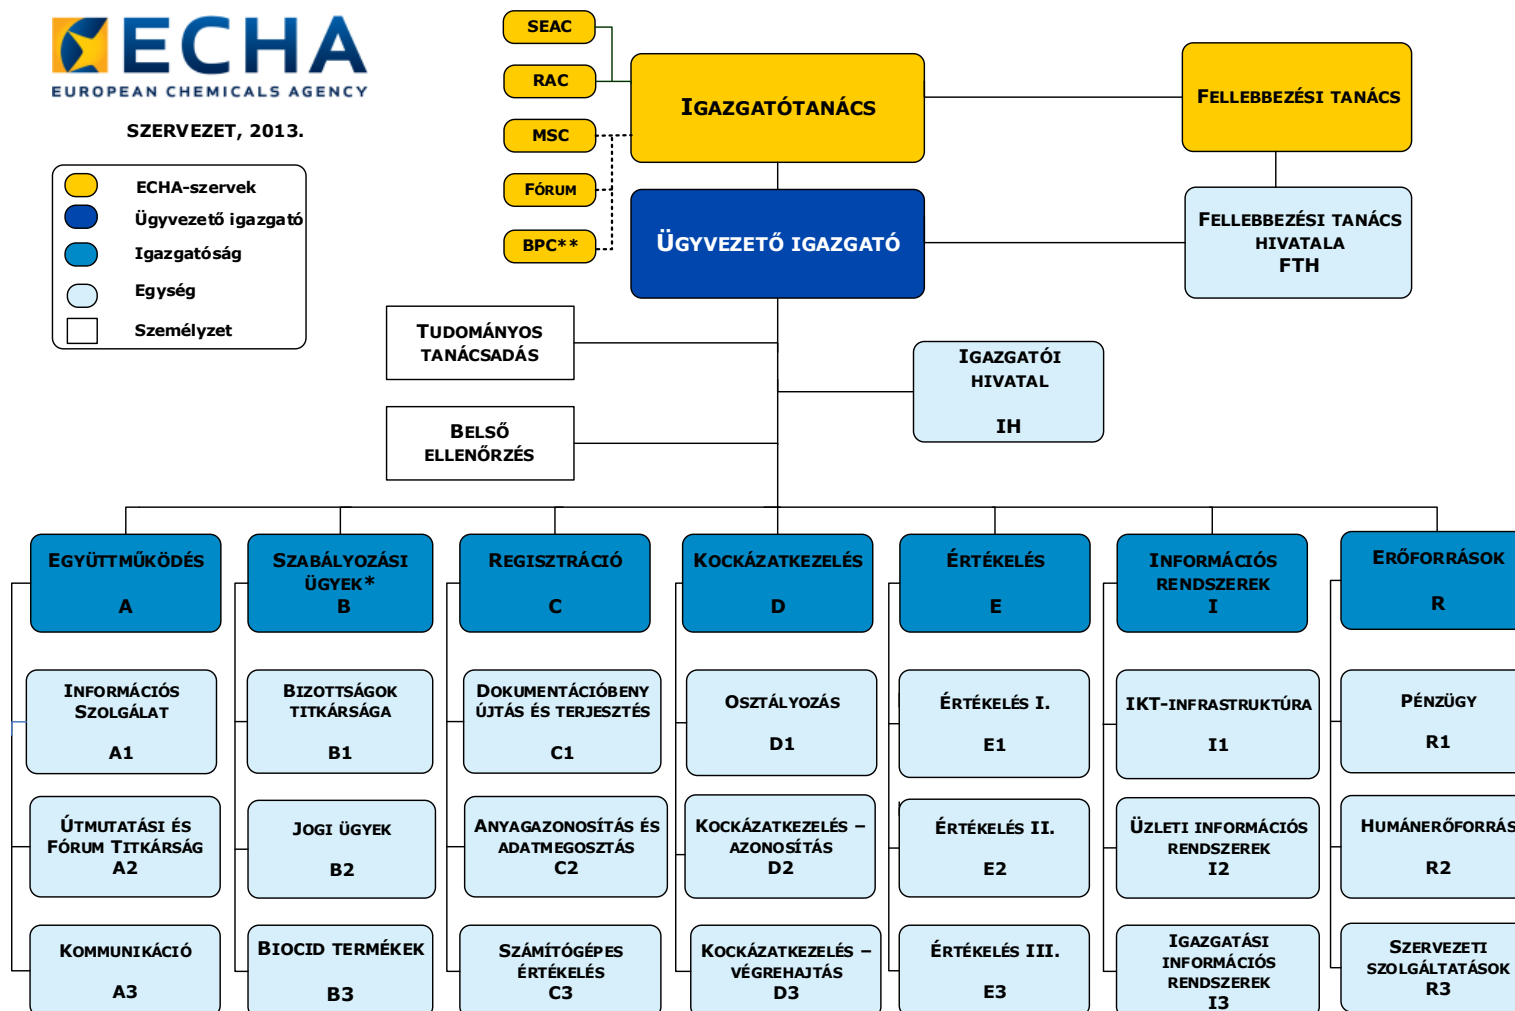 ECHA
EUROPEAN CHEMICALS AGENCY
SZERVEZET, 2013.
ECHA-szervek
Ügyvezető igazgató
Igazgatóság
Egység
Személyzet
SEAC
RAC
MSC
FÓRUM
BPC**
IGAZGATÓTANÁCS
FELLEBBEZÉSI TANÁCS
ÜGYVEZETŐ IGAZGATÓ
FELLEBBEZÉSI TANÁCS
HIVATALA
FTH
TUDOMÁNYOS
TANÁCSADÁS
IGAZGATÓI
HIVATAL
IH
BELSŐ
ELLENŐRZÉS
EGYÜTTMŰKÖDÉS
A
SZABÁLYOZÁSI
ÜGYEK*
B
REGISZTRÁCIÓ
C
KOCKÁZATKEZELÉS
D
ÉRTÉKELÉS
E
INFORMÁCIÓS
RENDSZEREK
I
ERŐFORRÁSOK
R
INFORMÁCIÓS
SZOLGÁLAT
A1
BIZOTTSÁGOK
TITKÁRSÁGA
B1
DOKUMENTÁCIÓBENY
ÚJTÁS ÉS TERJESZTÉS
C1
OSZTÁLYOZÁS
D1
ÉRTÉKELÉS I.
E1
IKT-INFRASTRUKTÚRA
I1
PÉNZÜGY
R1
ÚTMUTATÁSI ÉS
FÓRUM TITKÁRSÁG
A2
JOGI ÜGYEK
B2
ANYAGAZONOSÍTÁS ÉS
ADATMEGOSZTÁS
C2
KOCKÁZATKEZELÉS –
AZONOSÍTÁS
D2
ÉRTÉKELÉS II.
E2
ÜZLETI INFORMÁCIÓS
RENDSZEREK
I2
HUMÁNERŐFORRÁS
R2
KOMMUNIKÁCIÓ
A3
BIOCID TERMÉKEK
B3
SZÁMÍTÓGÉPES
ÉRTÉKELÉS
C3
KOCKÁZATKEZELÉS –
VÉGREHAJTÁS
D3
ÉRTÉKELÉS III.
E3
IGAZGATÁSI
INFORMÁCIÓS
RENDSZEREK
I3
SZERVEZETI
SZOLGÁLTATÁSOK
R3